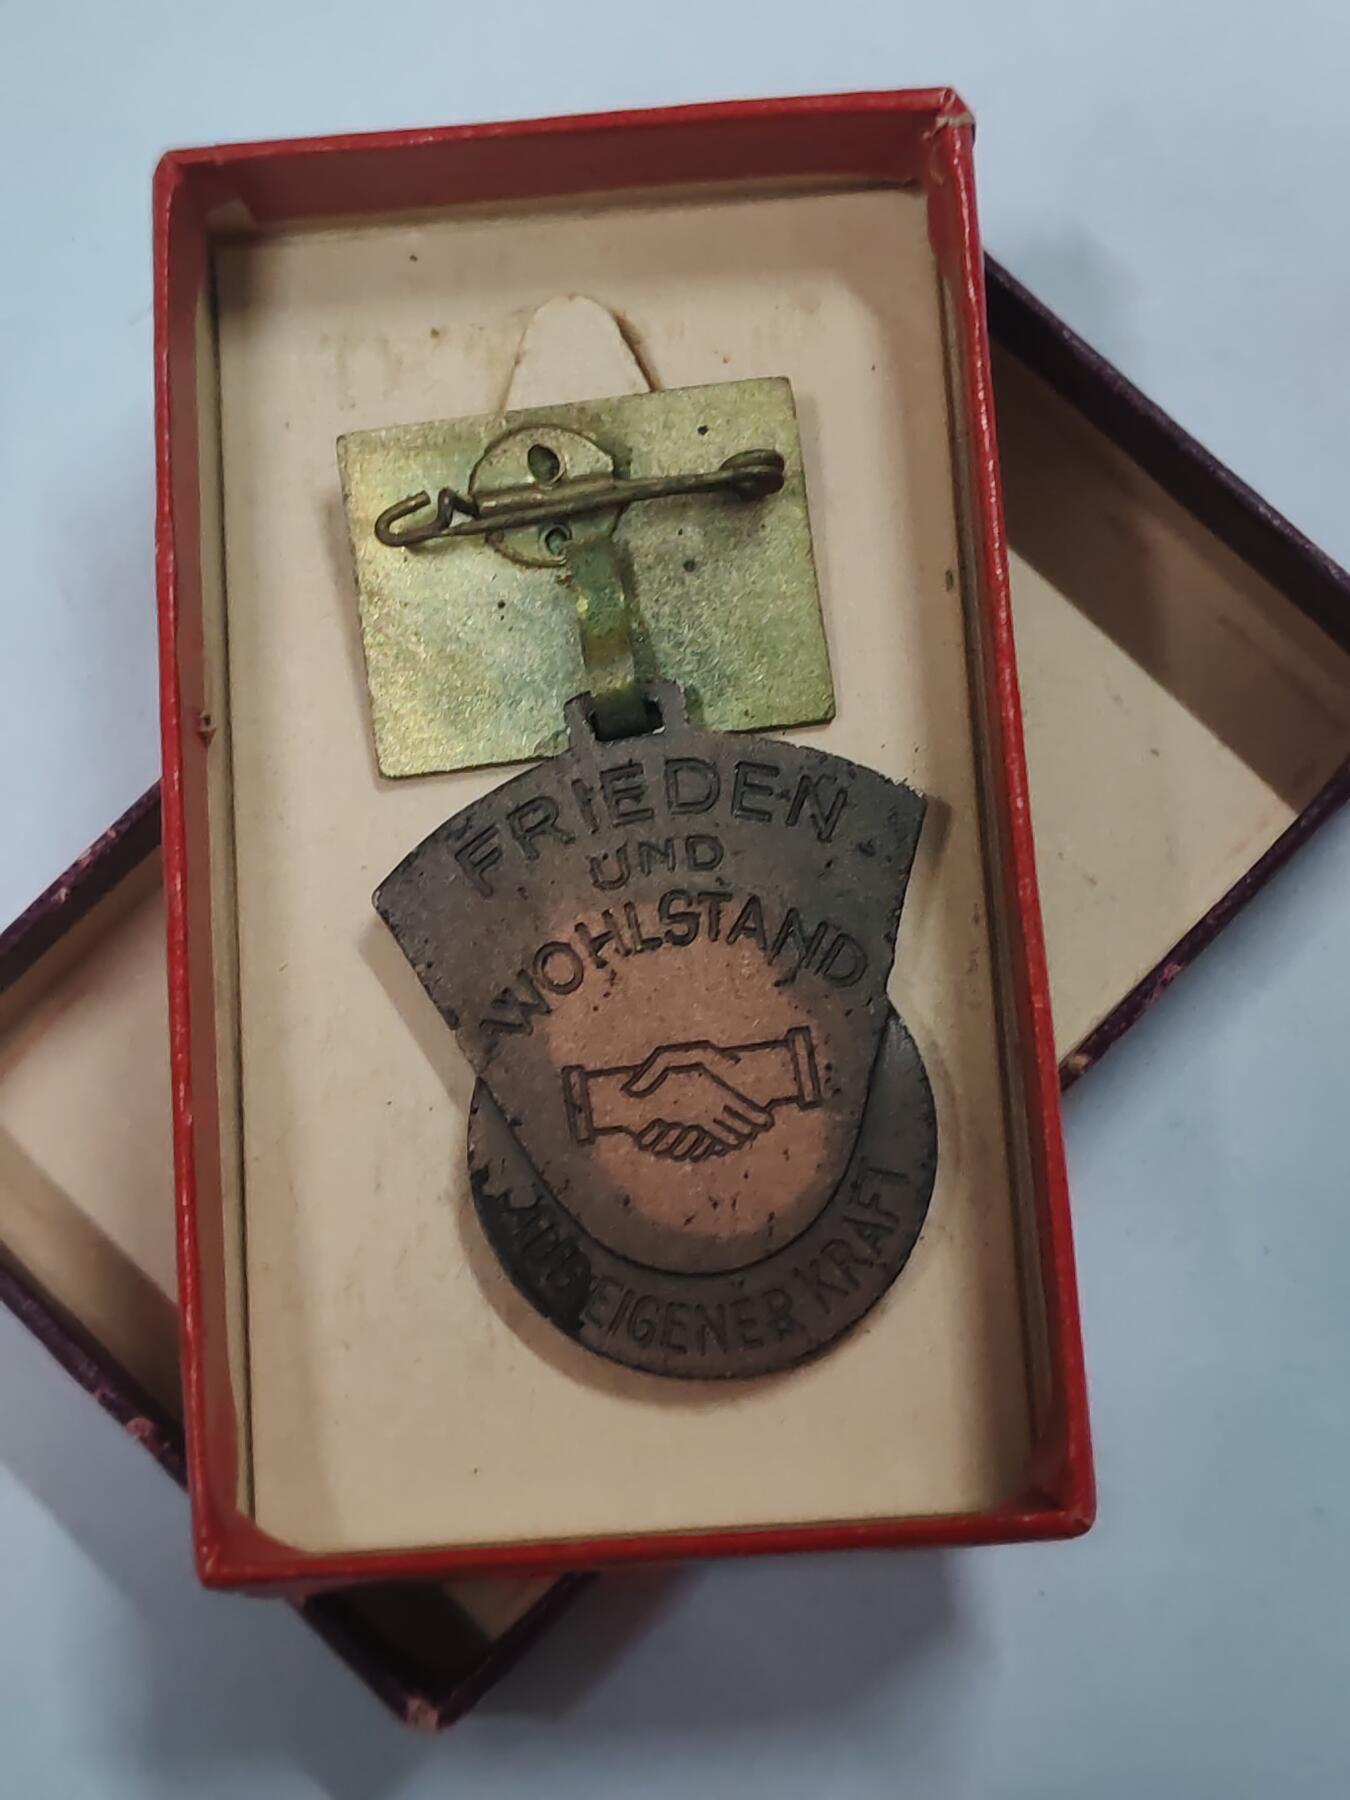 FRIEDEN
UND
WOHLSTAND
AUS EIGENER KRAFT